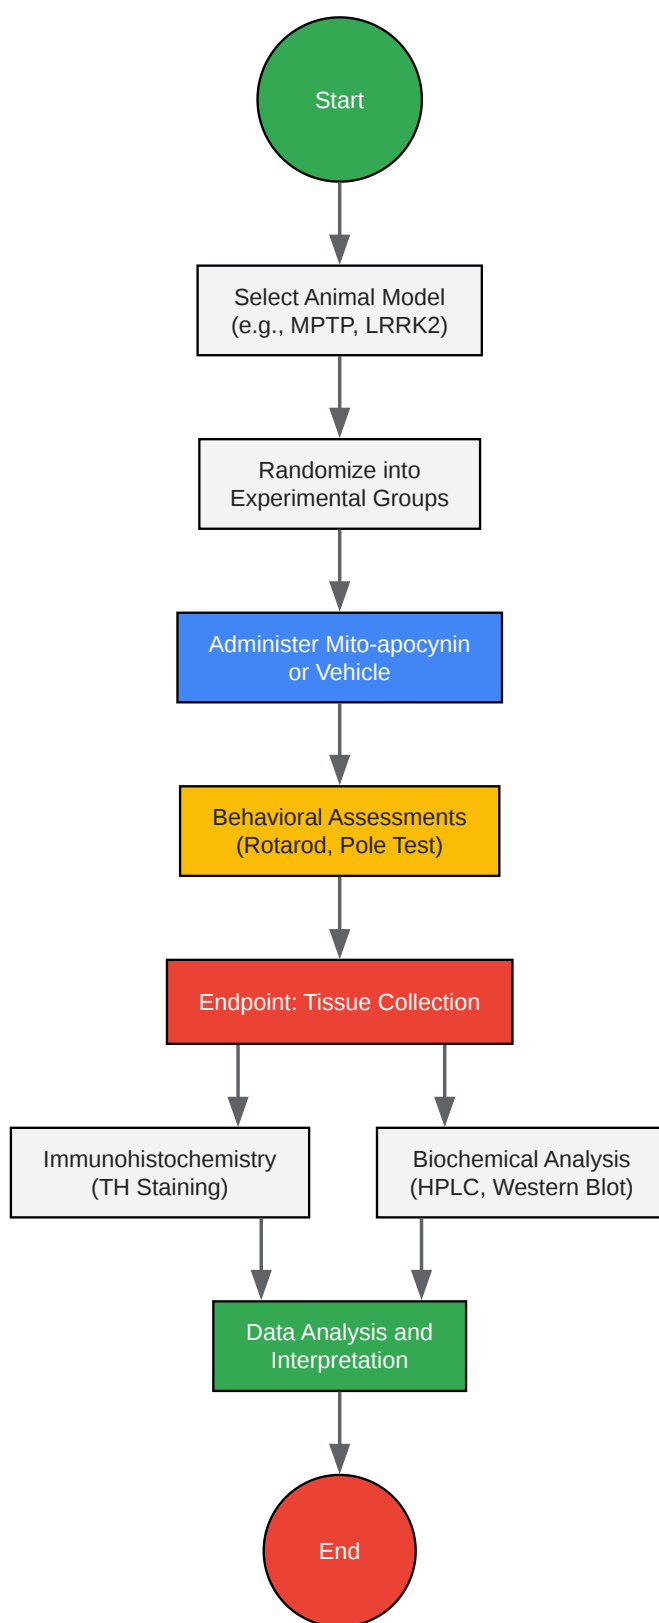 Start
Select Animal Model
(e.g., MPTP, LRRK2)
Randomize into
Experimental Groups
Administer Mito-apocynin
or Vehicle
Behavioral Assessments
(Rotarod, Pole Test)
Endpoint: Tissue Collection
Immunohistochemistry
(TH Staining)
Biochemical Analysis
(HPLC, Western Blot)
Data Analysis and
Interpretation
End